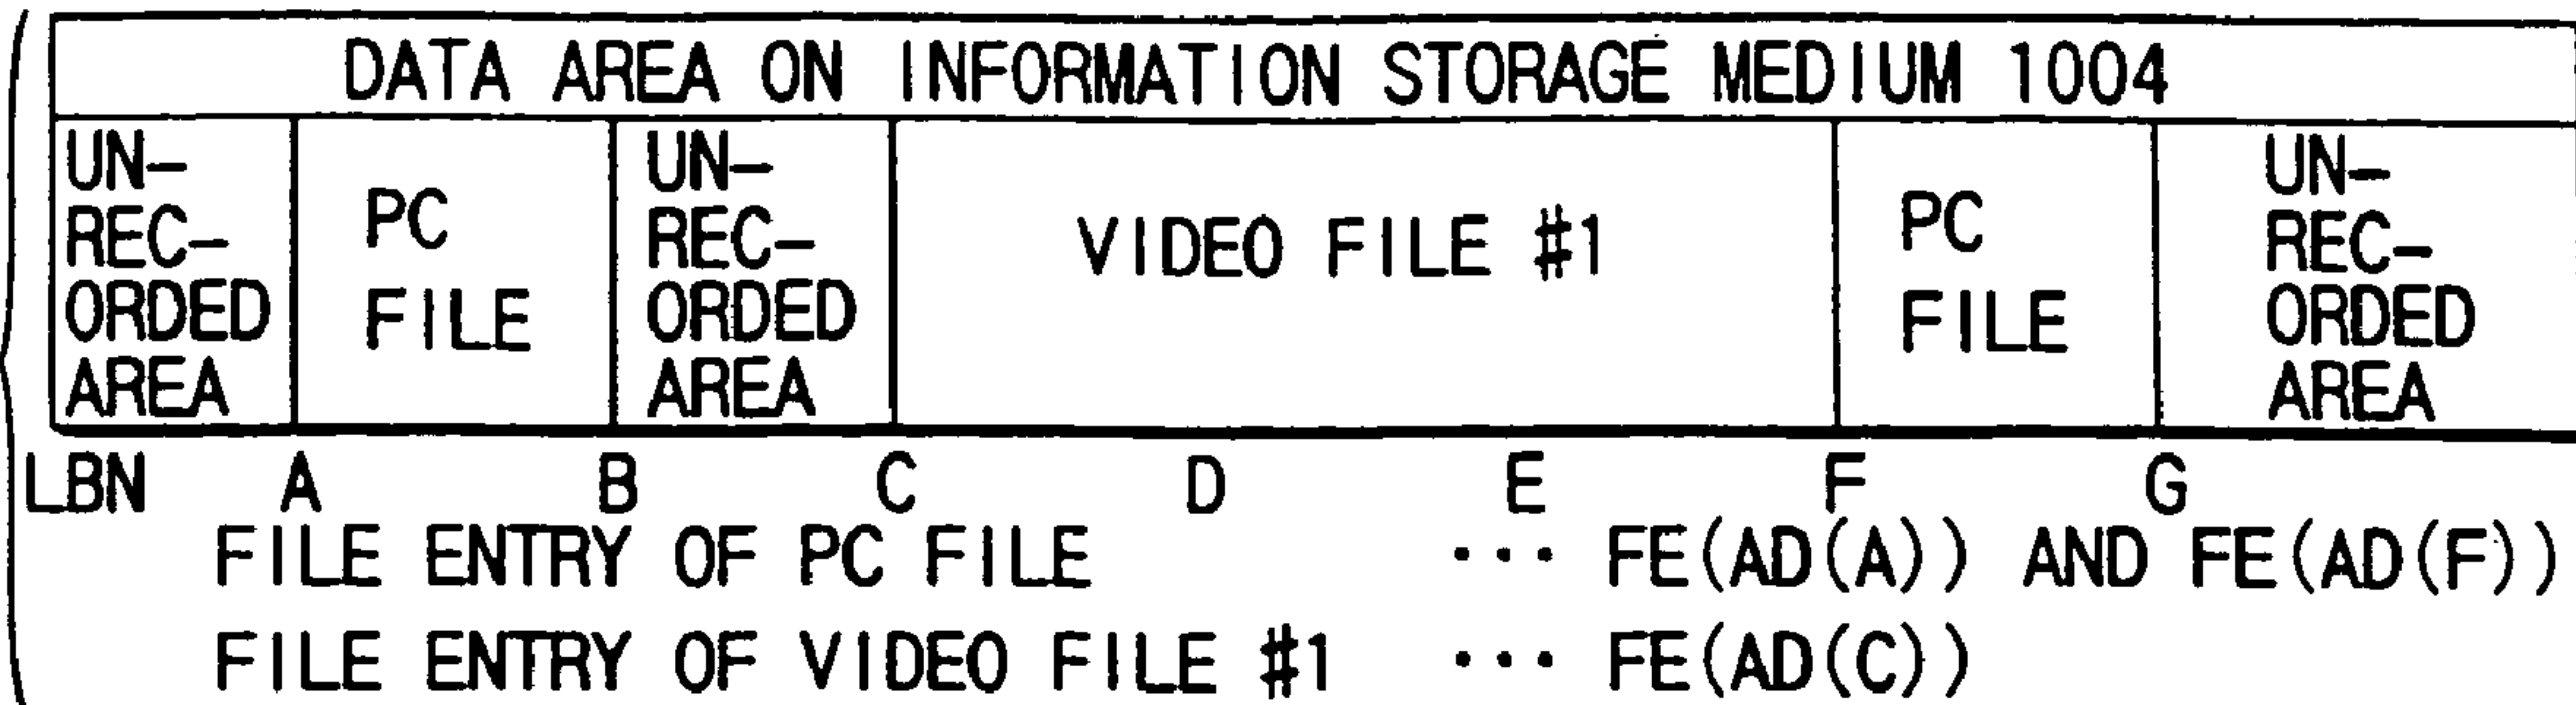 DATA AREA ON INFORMATION STORAGE MEDIUM 1004
UN-
REC-
ORDED
AREA
PC
FILE
UN-
REC-
ORDED
AREA
VIDEO FILE #1
PC
FILE
UN-
REC-
ORDED
AREA
LBN A B C D E F G
FILE ENTRY OF PC FILE ··· FE(AD(A)) AND FE(AD(F))
FILE ENTRY OF VIDEO FILE #1 ··· FE(AD(C))